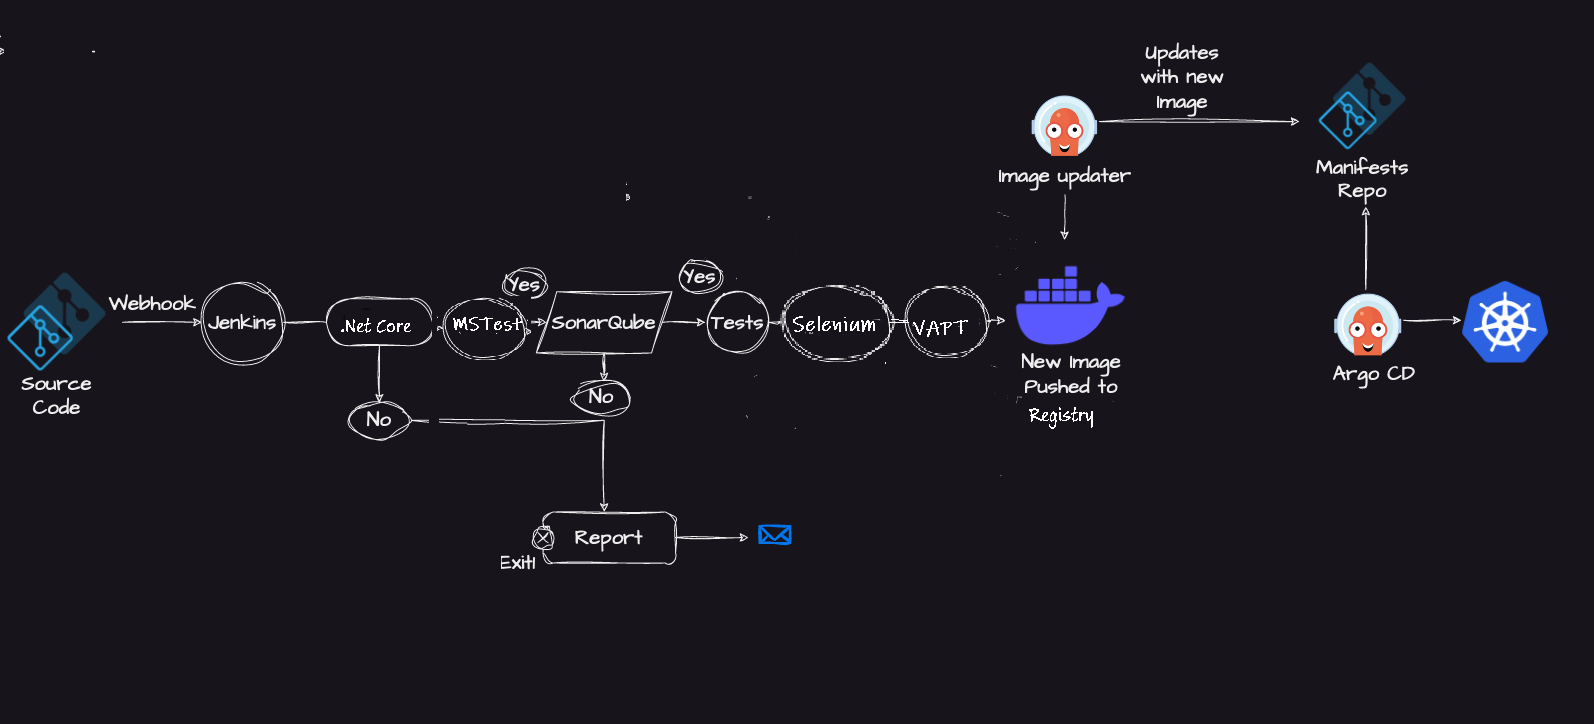 Updates
with new
Image
Image updater
Manifests
Repo
Webhook
Yes
Yes
Jenkins
.Net Core
MSTest
SonarQube
Tests
Selenium
VAPT
Source
Code
No
No
New Image
Pushed to
Registry
Argo CD
Report
Exit!